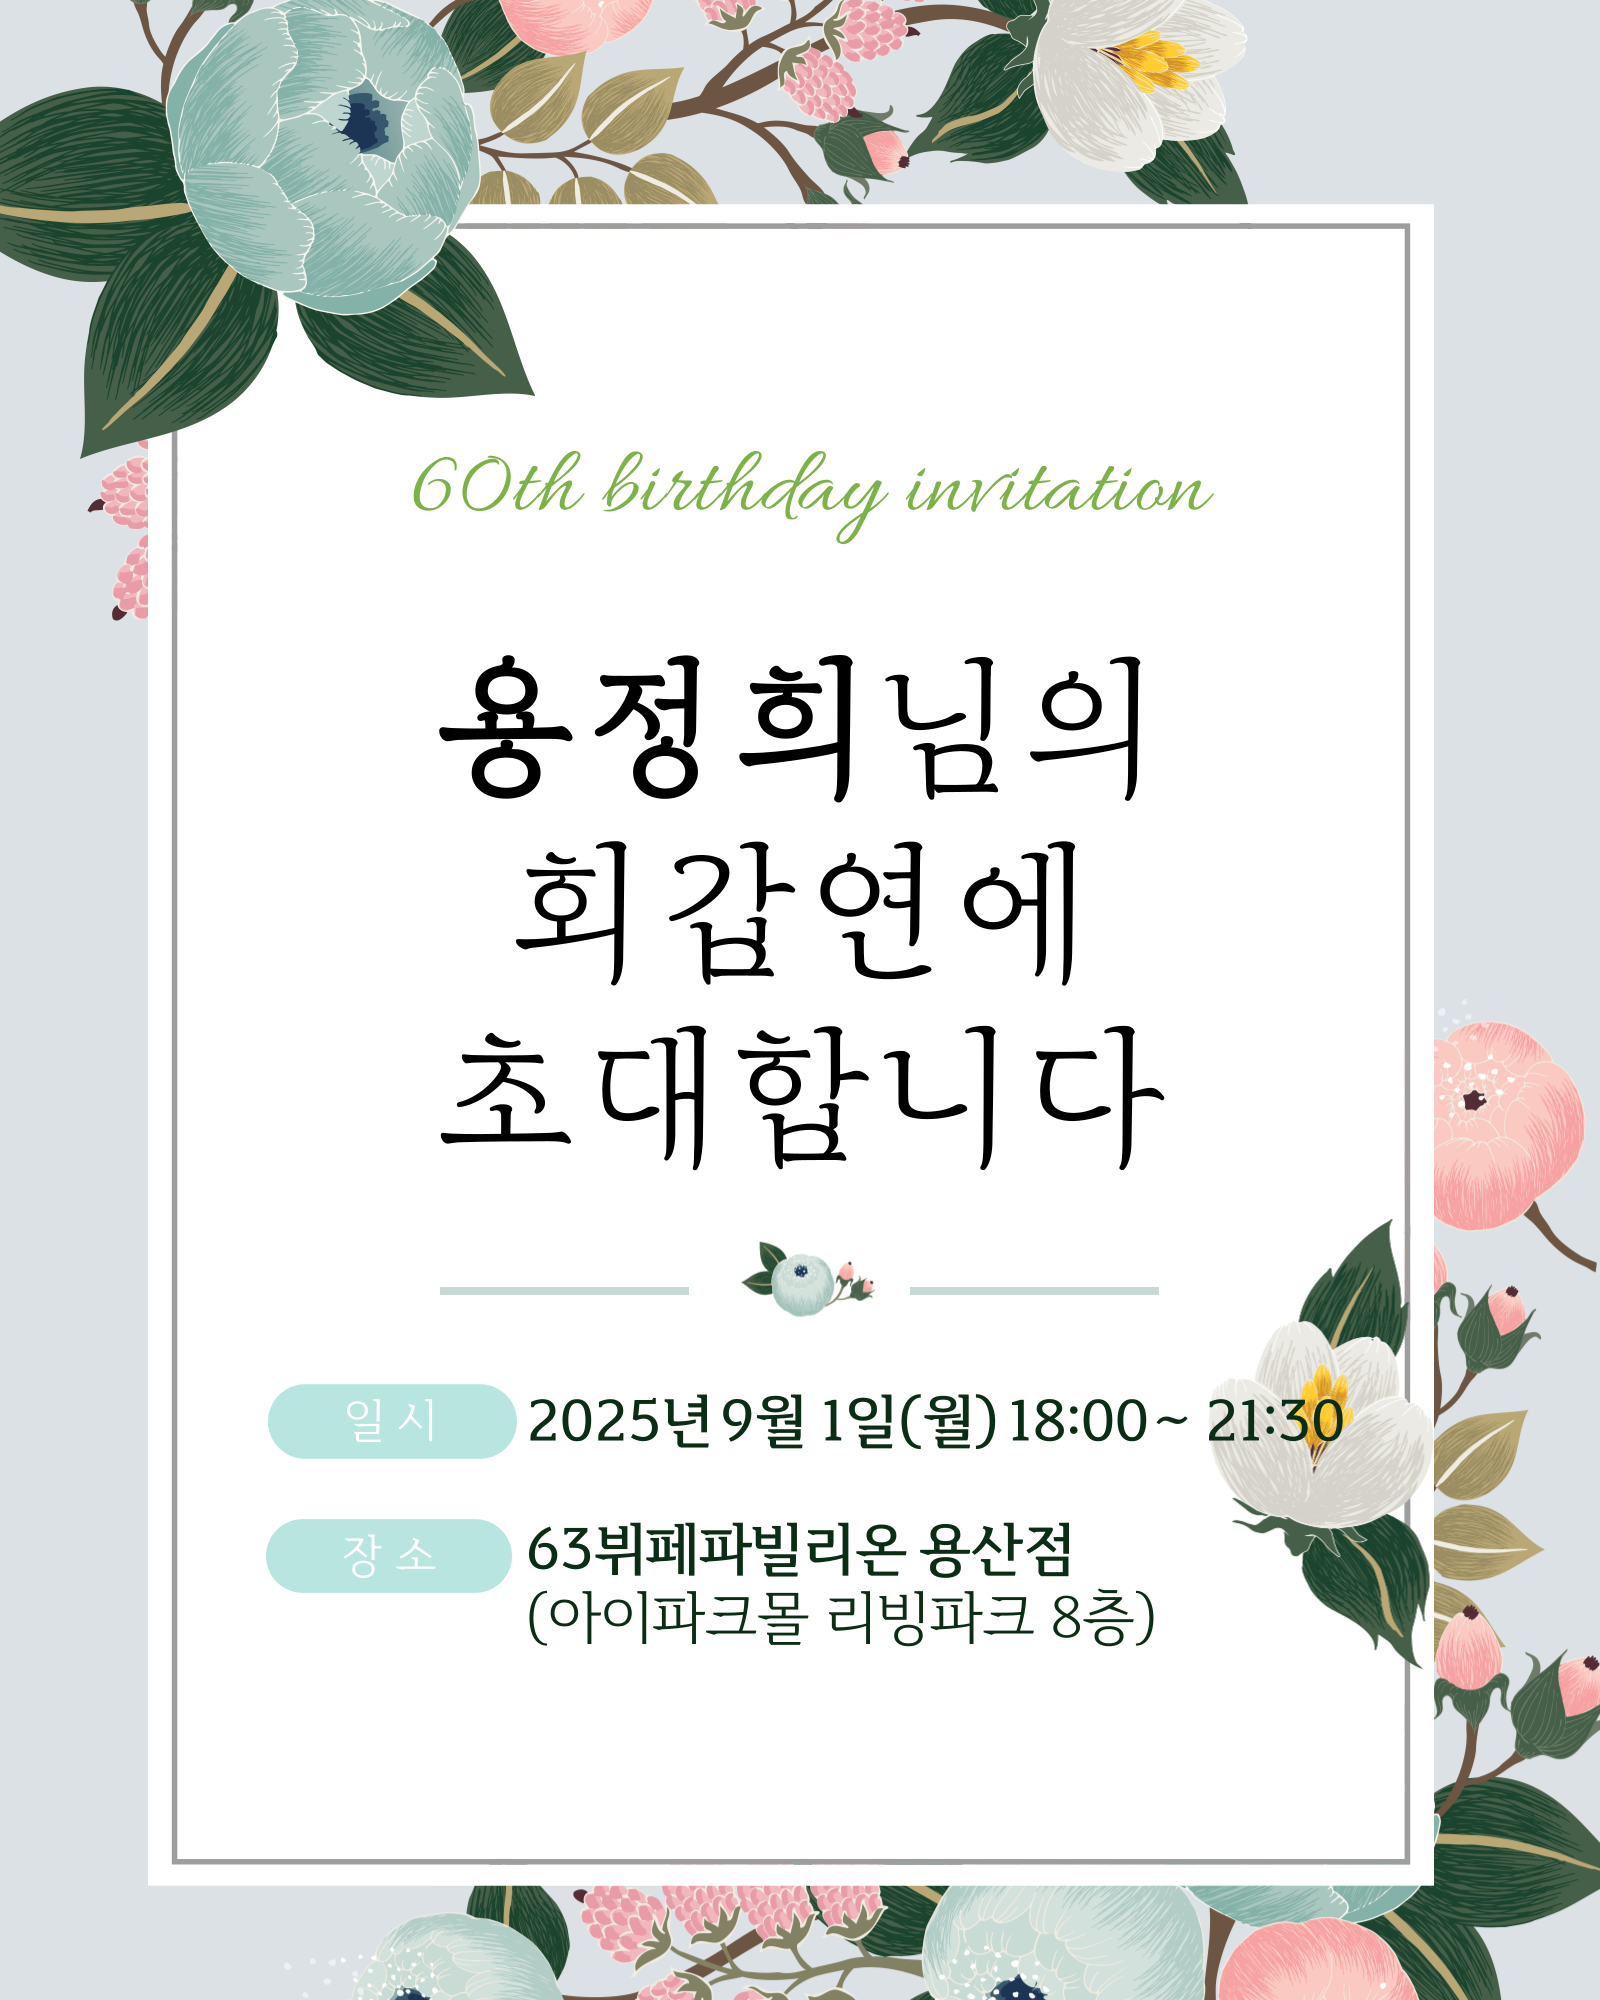 60th birthday invitation
용정희님의
회갑연에
초대합니다
일시 2025년 9월 1일(월) 18:00~ 21:30
장소 63뷔페파빌리온 용산점
(아이파크몰 리빙파크 8층)